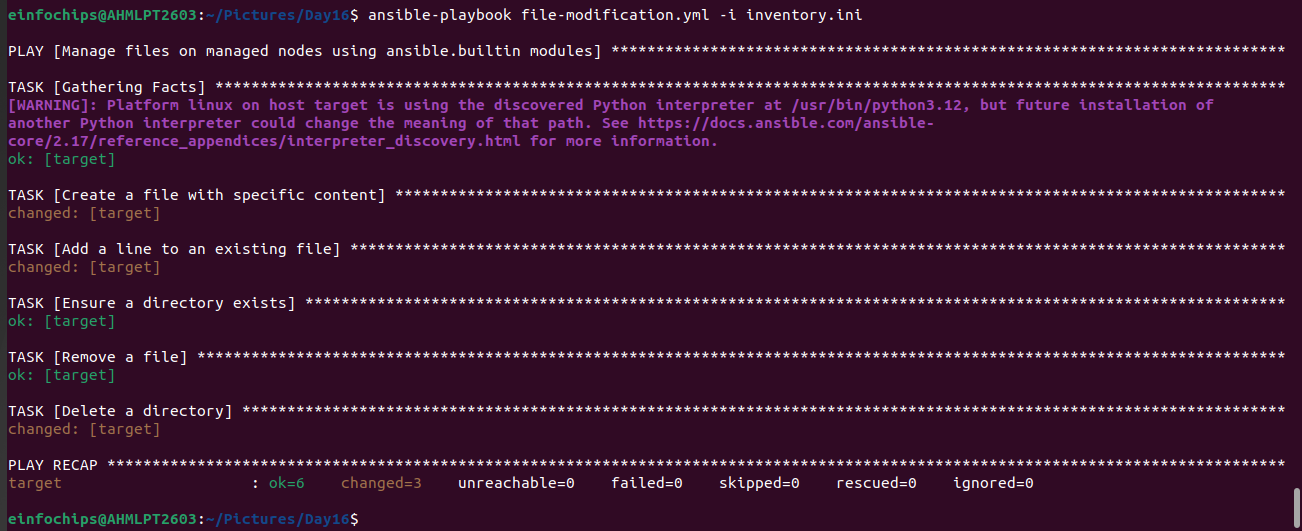 einfochips@AHMLPT2603:~/Pictures/Day16$ ansible-playbook file-modification.yml -i inventory.ini
PLAY [Manage files on managed nodes using ansible.builtin modules] ***************************************************************************
TASK [Gathering Facts] ***********************************************************************************************************************
[WARNING]: Platform linux on host target is using the discovered Python interpreter at /usr/bin/python3.12, but future installation of
another Python interpreter could change the meaning of that path. See https://docs.ansible.com/ansible-
core/2.17/reference_appendices/interpreter_discovery.html for more information.
ok: [target]
TASK [Create a file with specific content] ***************************************************************************************************
changed: [target]
TASK [Add a line to an existing file] ********************************************************************************************************
changed: [target]
TASK [Ensure a directory exists] *************************************************************************************************************
ok: [target]
TASK [Remove a file] *************************************************************************************************************************
ok: [target]
TASK [Delete a directory] ********************************************************************************************************************
changed: [target]
PLAY RECAP ***********************************************************************************************************************************
target                     : ok=6    changed=3    unreachable=0    failed=0    skipped=0    rescued=0    ignored=0
einfochips@AHMLPT2603:~/Pictures/Day16$